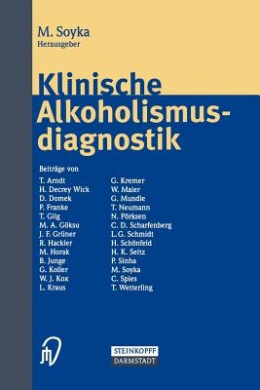 M. Soyka
Herausgeber
Klinische
Alkoholismus-
diagnostik
Beiträge von
T. Arndt
H. Decrey Wick
D. Domek
P. Franke
T. Gilg
M. A. Göksu
J. F. Grüner
R. Hackler
M. Horak
B. Junge
G. Koller
W. J. Kox
L. Kraus
G. Kremer
W. Maier
G. Mundle
T. Neumann
N. Pörksen
C. D. Scharfenberg
L.G. Schmidt
H. Schönfeld
H. K. Seitz
P. Sinha
M. Soyka
C. Spies
T. Wetterling
STEINKOPFF
DARMSTADT